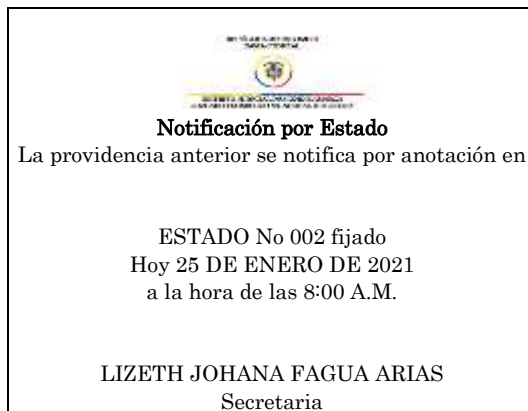 Notificación por Estado
La providencia anterior se notifica por anotación en
ESTADO No 002 fijado
Hoy 25 DE ENERO DE 2021
a la hora de las 8:00 A.M.
LIZETH JOHANA FAGUA ARIAS
Secretaria